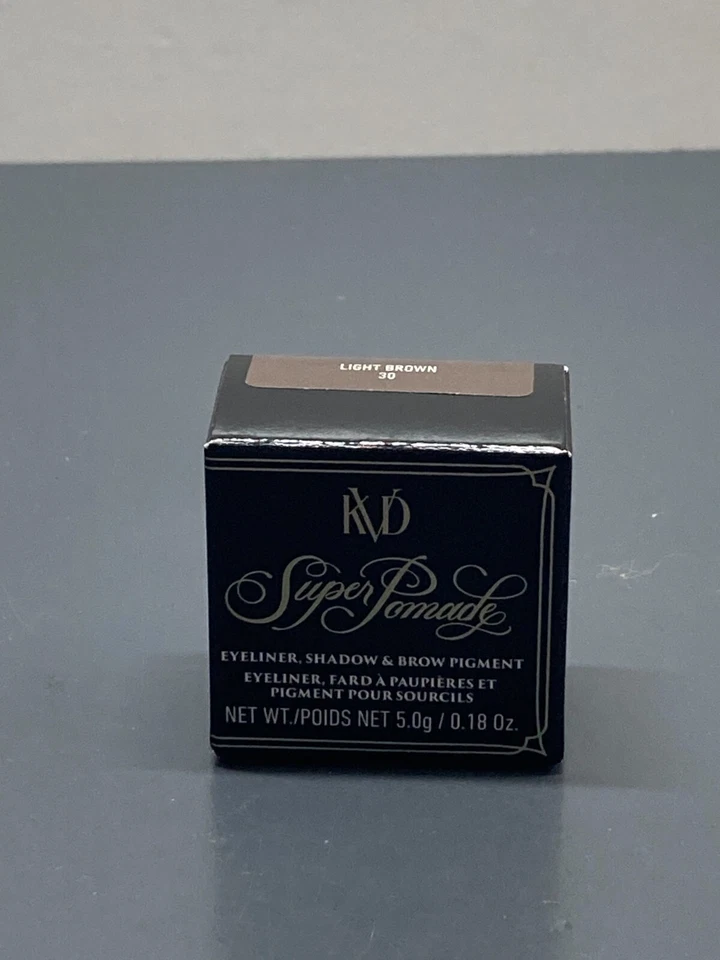 LIGHT BROWN
30
KVD
Super Pomade
EYELINER, SHADOW & BROW PIGMENT
EYELINER, FARD À PAUPIÈRES ET
PIGMENT POUR SOURCILS
NET WT./POIDS NET 5.0g / 0.18 Oz.